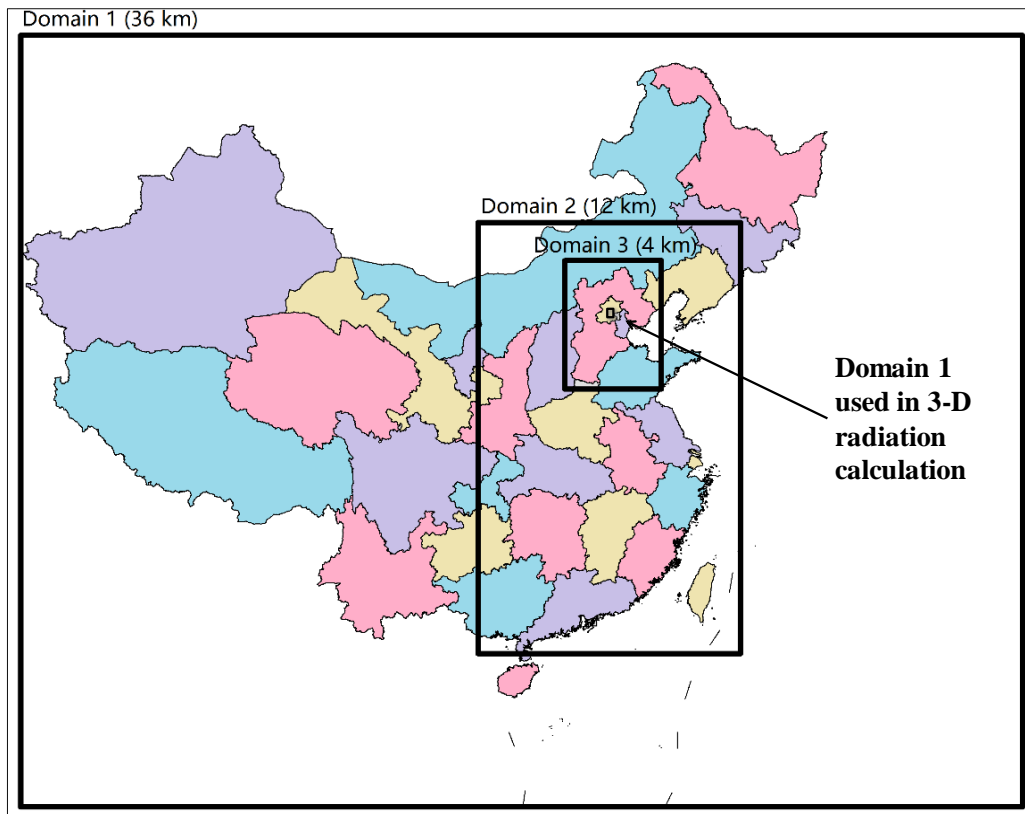 Domain 1 (36 km)
Domain 2 (12 km)
Domain 3 (4 km)
Domain 1
used in 3-D
radiation
calculation